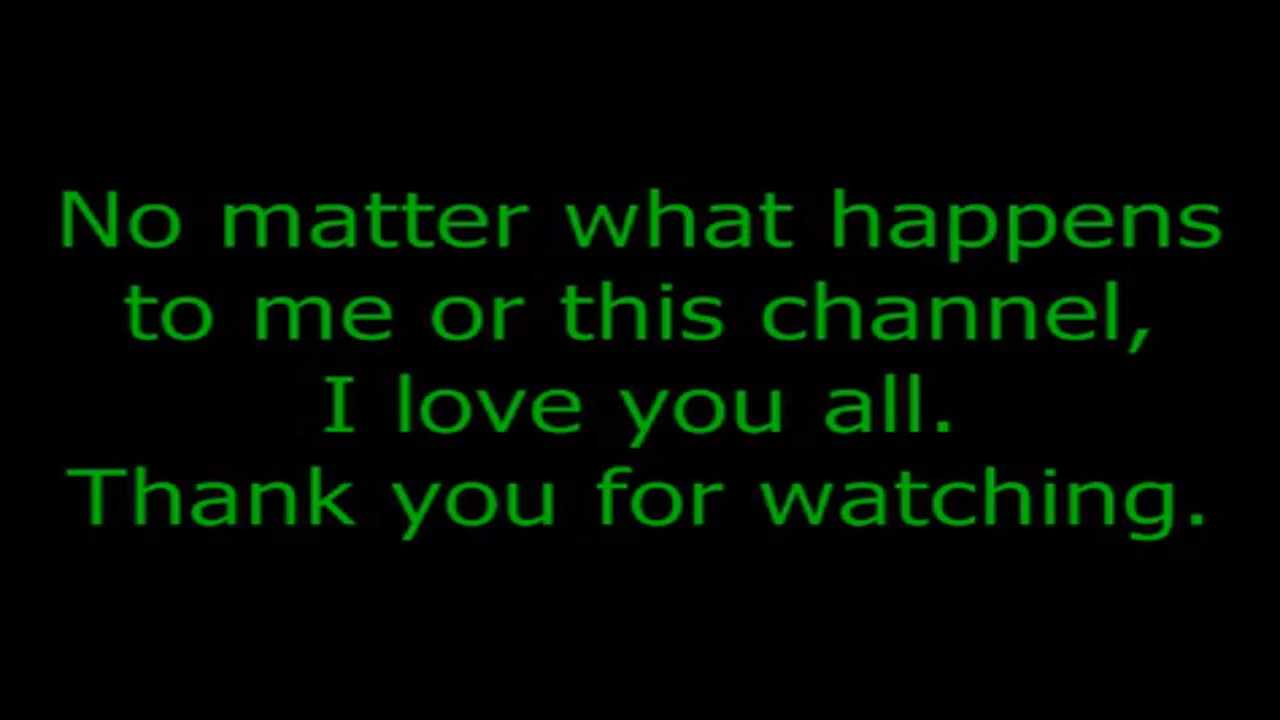 No matter what happens
to me or this channel,
I love you all.
Thank you for watching.